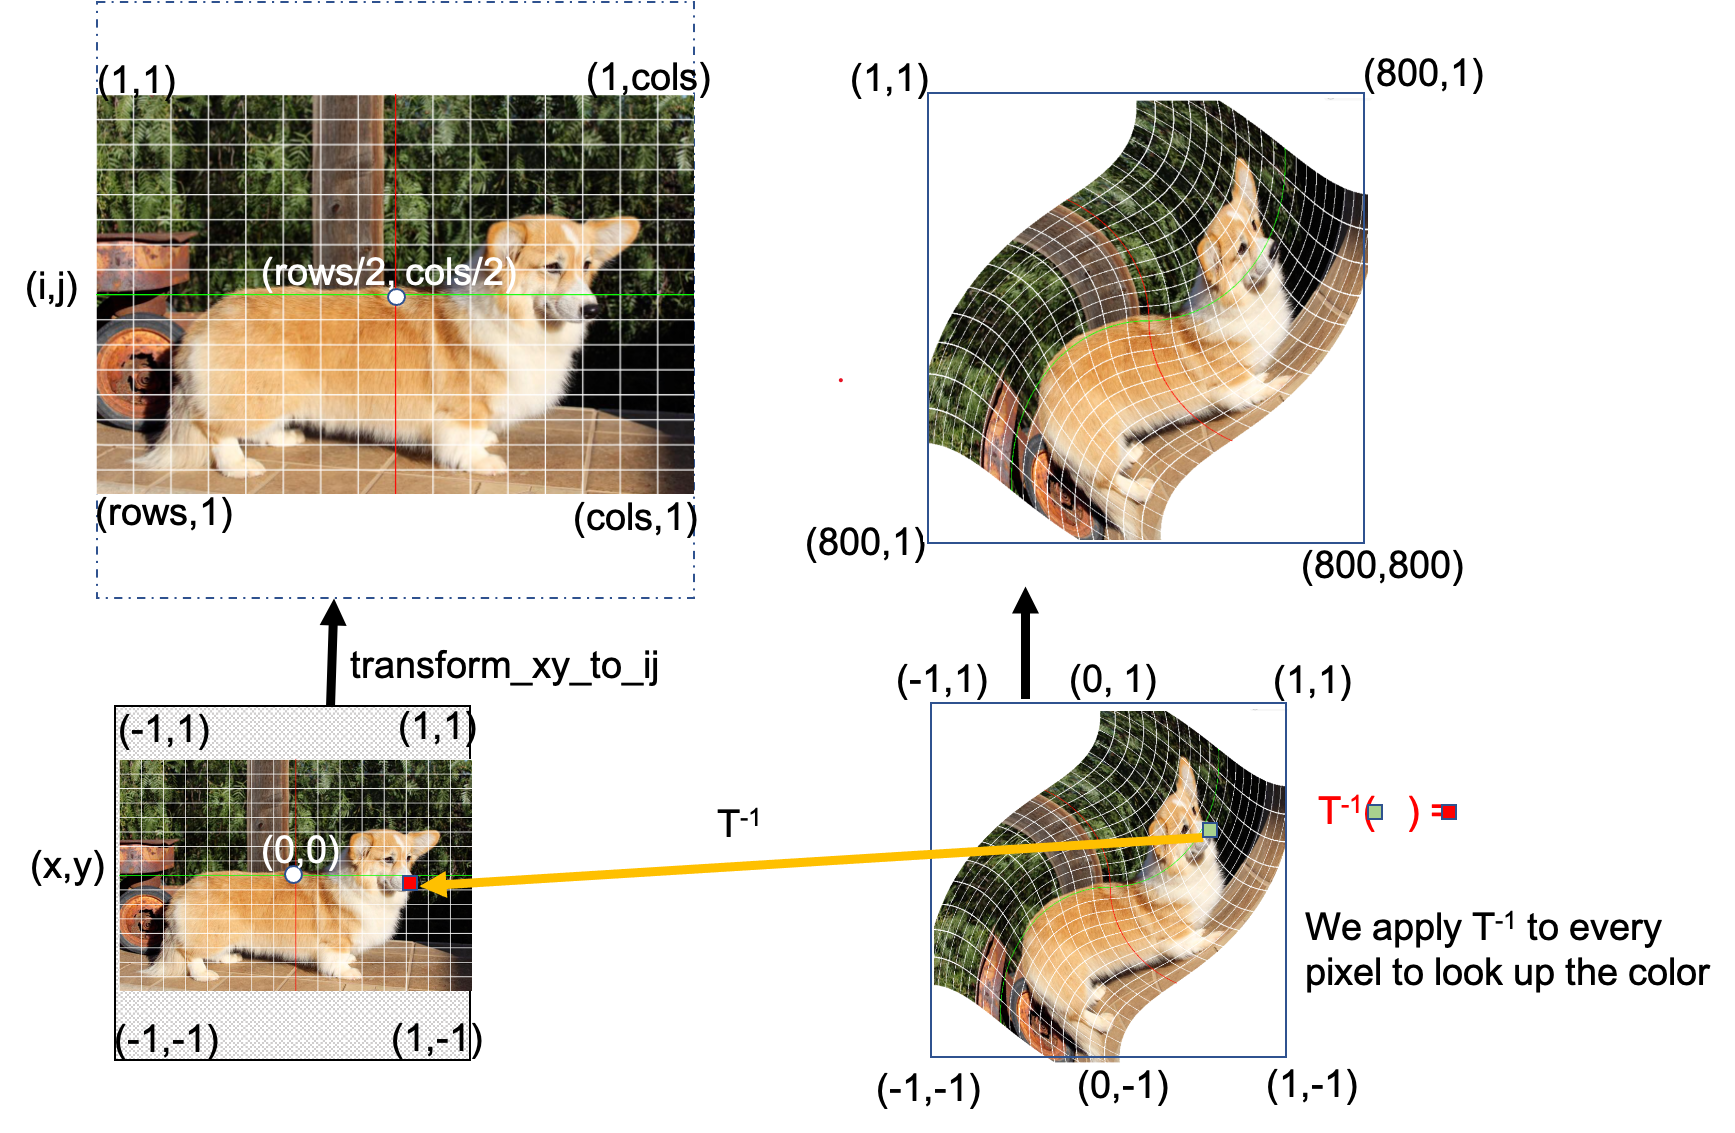 (1,1)
(1,cols)
(1,1)
(800,1)
(i,j)
(rows/2, cols/2)
(rows,1)
(cols,1)
(800,1)
(800,800)
transform_xy_to_ij
(-1,1)
(0, 1)
(1,1)
(-1,1)
(1,1)
T-1
T-1( ) =
(x,y)
(0,0)
We apply T-1 to every
pixel to look up the color
(-1,-1)
(1,-1)
(-1,-1)
(0,-1)
(1,-1)